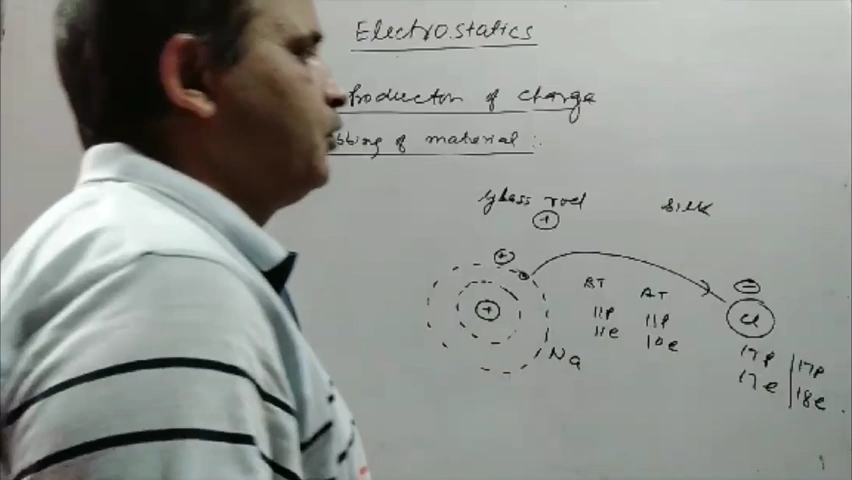 Electrostatics
Production of charge
bbing of material :
Glass rod silk
+
+ −
+ BT AT Cl
11p 11p
11e 10e
Na 17p 17p
17e 18e